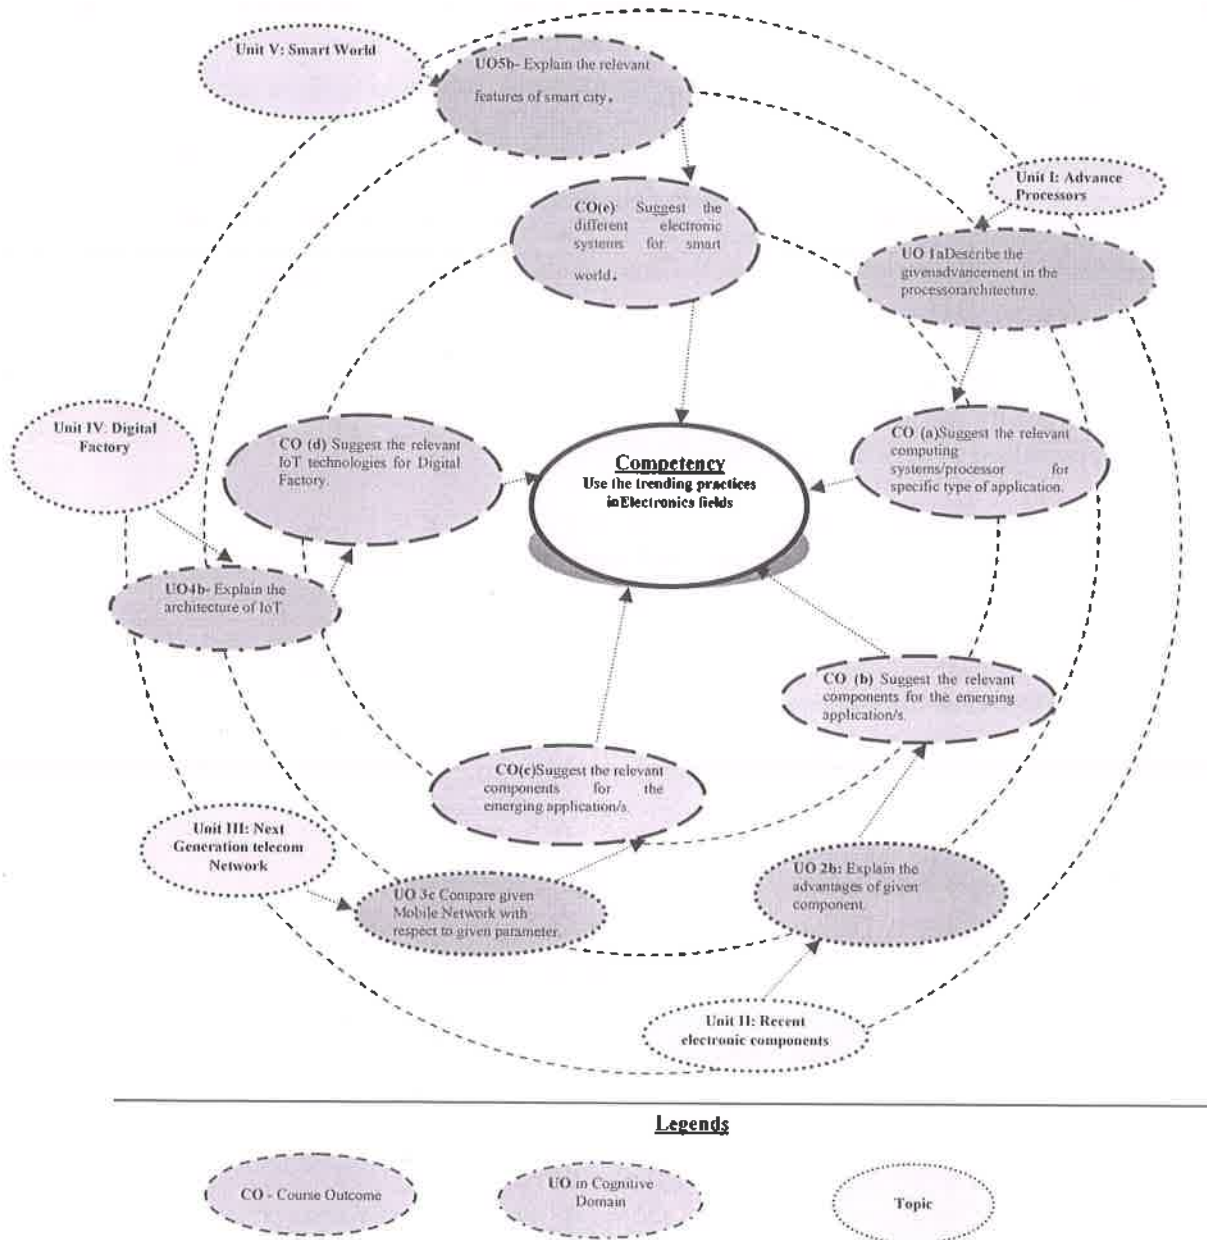 Unit V: Smart World
UO5b- Explain the relevant
features of smart city.
Unit I: Advance
Processors
CO(e) Suggest the
different electronic
systems for smart
world.
UO 1aDescribe the
givenadvancement in the
processorarchitecture.
Unit IV: Digital
Factory
CO (d) Suggest the relevant
IoT technologies for Digital
Factory.
Competency
Use the trending practices
inElectronics fields
CO (a)Suggest the relevant
computing
systems/processor for
specific type of application.
UO4b- Explain the
architecture of IoT.
CO (b) Suggest the relevant
components for the emerging
application/s.
CO(c)Suggest the relevant
components for the
emerging application/s.
Unit III: Next
Generation telecom
Network
UO 3c Compare given
Mobile Network with
respect to given parameter.
UO 2b: Explain the
advantages of given
component.
Unit II: Recent
electronic components
Legends
CO - Course Outcome
UO in Cognitive
Domain
Topic